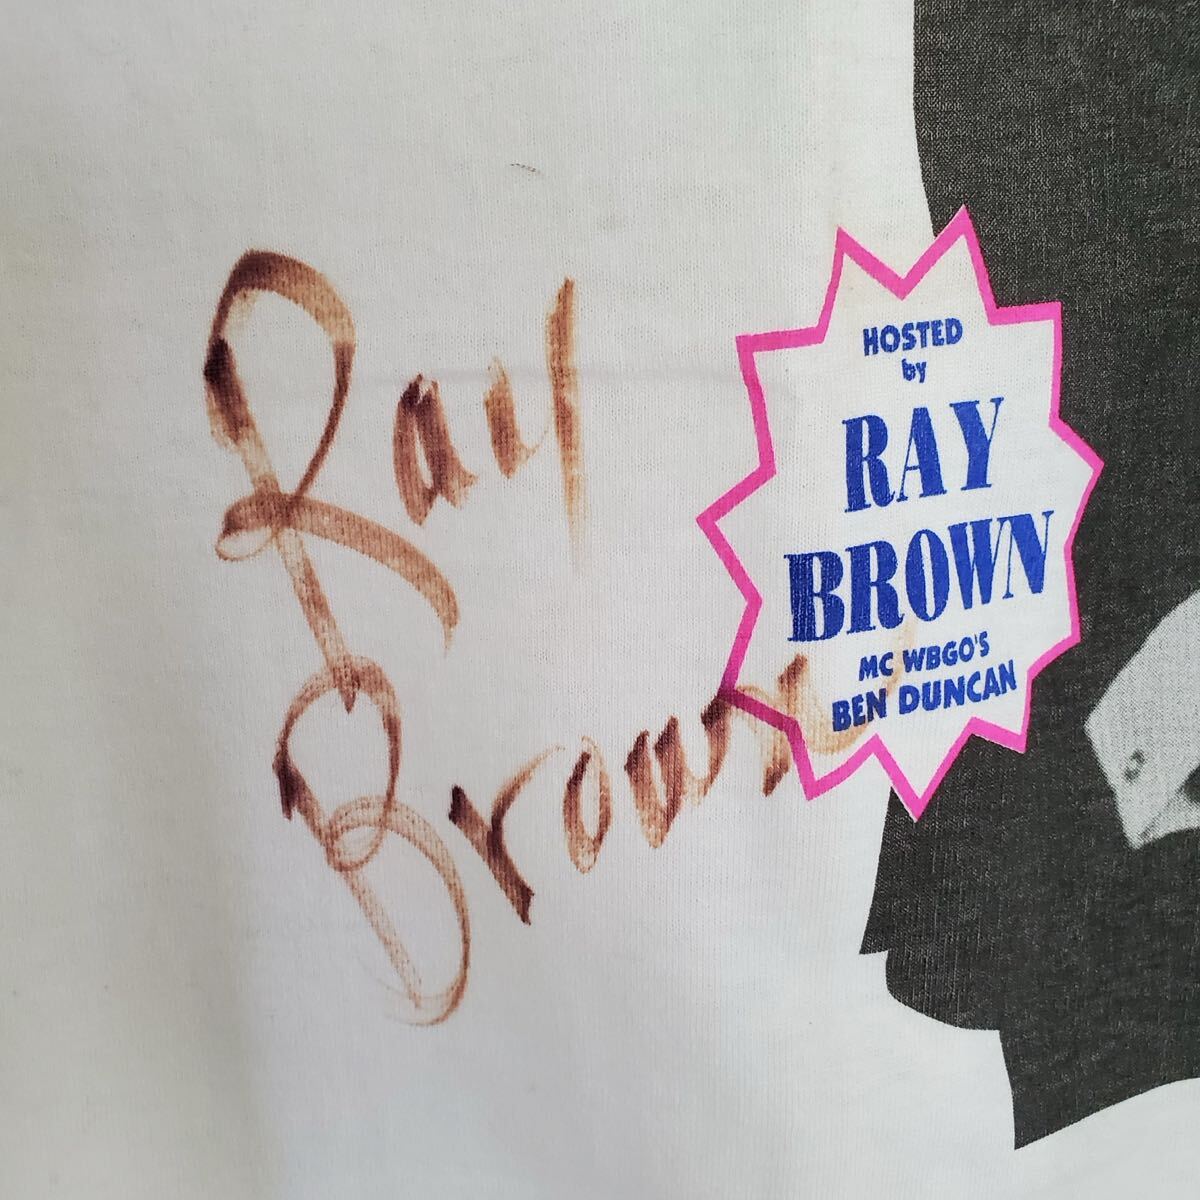 Ray
Brown
HOSTED
by
RAY
BROWN
MC WBGO'S
BEN DUNCAN